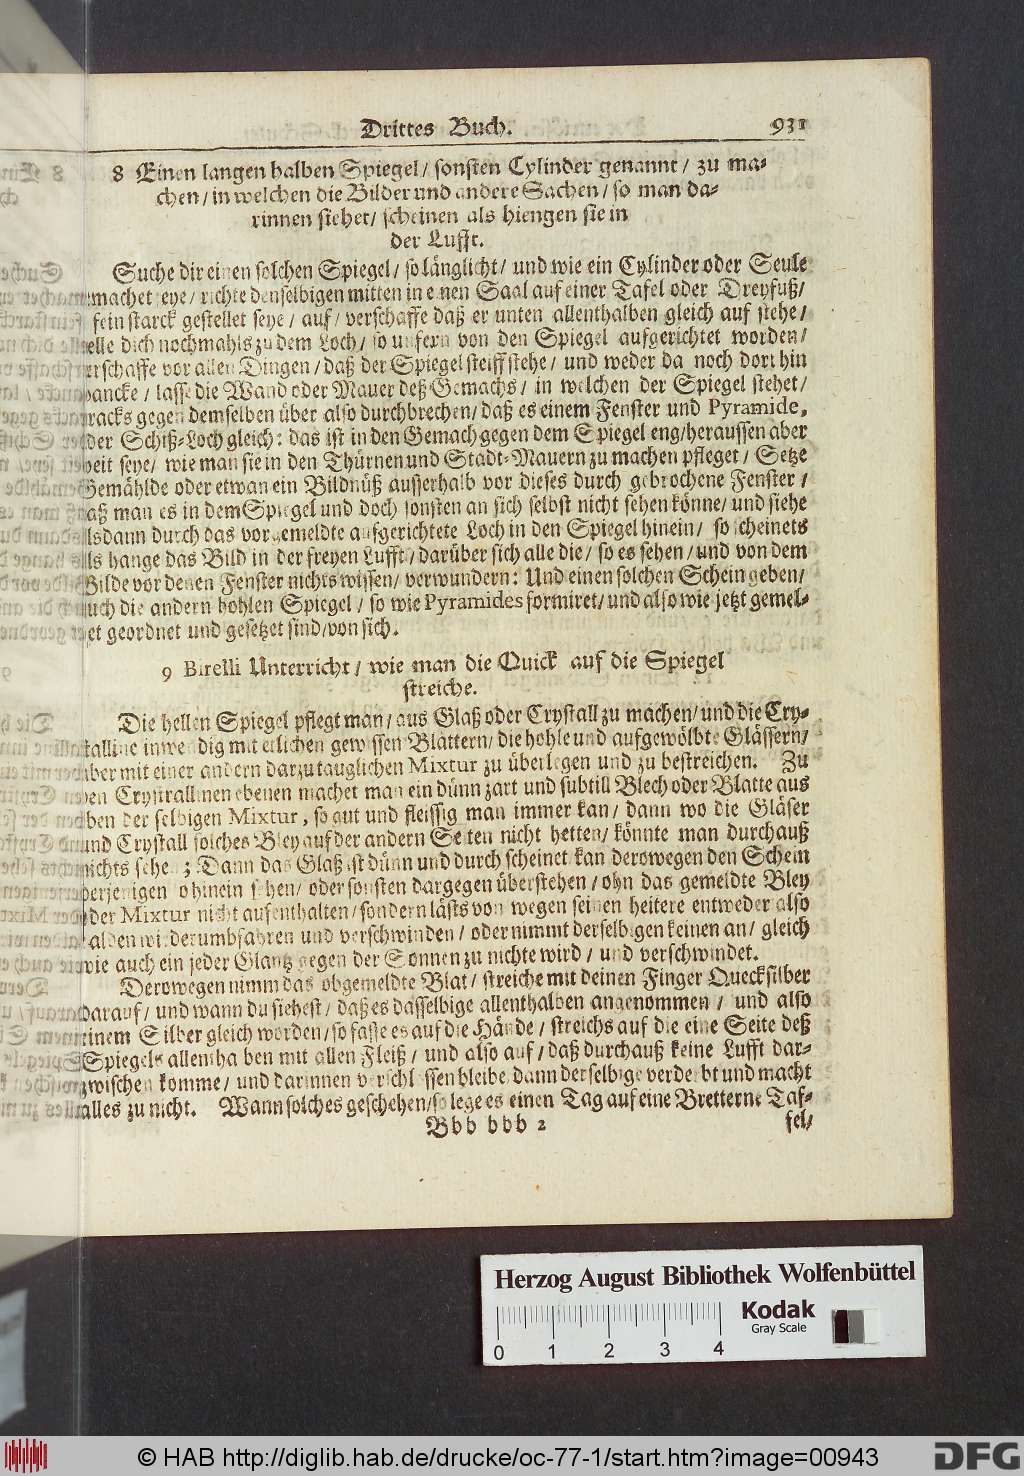 Drittes Buch. 931
8 Einen langen halben Spiegel/ sonsten Cylinder genannt/ zu ma-
chen/ in welchen die Bilder und andere Sachen/ so man da-
rinnen siehet/ scheinen als hiengen sie in
der Lufft.
Suche dir einen solchen Spiegel/ so länglicht/ und wie ein Cylinder oder Seule
gemachet seye/ richte denselbigen mitten in einen Saal auf einer Tafel oder Dreyfuß/
fein starck gestellet seye/ auf/ verschaffe daß er unten allenthalben gleich auf stehe/
stelle dich nochmahls zu dem Loch/ so unfern von den Spiegel aufgerichtet worden/
verschaffe vor allen Dingen/ daß der Spiegel steiff stehe/ und weder da noch dort hin
wancke/ lasse die Wand oder Mauer deß Gemachs/ in welchen der Spiegel stehet/
stracks gegen demselben über also durchbrechen/ daß es einem Fenster und Pyramide,
oder Schiß-Loch gleich: das ist in den Gemach gegen dem Spiegel eng/ heraussen aber
weit seye/ wie man sie in den Thürnen und Stadt-Mauern zu machen pfleget/ Setze
Gemählde oder etwan ein Bildnüß ausserhalb vor dieses durch gebrochene Fenster/
daß man es in dem Spiegel und doch sonsten an sich selbst nicht sehen könne/ und siehe
alsdann durch das vorgemeldte aufgerichtete Loch in den Spiegel hinein/ so scheinets
als hange das Bild in der freyen Lufft/ darüber sich alle die/ so es sehen/ und von dem
Bilde vor denen Fenster nichts wissen/ verwundern: Und einen solchen Schein geben/
auch die andern hohlen Spiegel/ so wie Pyramides formiret/ und also wie jetzt gemel-
det geordnet und gesetzet sind/ von sich.
9 Birelli Unterricht/ wie man die Quick auf die Spiegel
streiche.
Die hellen Spiegel pflegt man/ aus Glaß oder Crystall zu machen/ und die Cry-
stalline inwendig mit etlichen gewissen Blättern/ die hohle und aufgewölbte Gläsern/
aber mit einer andern darzu tauglichen Mixtur zu überlegen und zu bestreichen. Zu
den Crystallinen ebenen machet man ein dünn zart und subtill Blech oder Blatte aus
eben der selbigen Mixtur, so gut und fleissig man immer kan/ dann wo die Gläser
und Crystall solches Bley auf der andern Seiten nicht hetten/ könnte man durchauß
nichts sehen; Dann das Glaß ist dünn und durch scheinet kan derowegen den Schein
derjenigen so hinein sehen/ oder sonsten dargegen überstehen/ ohn das gemeldte Bley
oder Mixtur nicht aufenthalten/ sondern lästs von wegen seinen heitere entweder also
balden wiederumb fahren und verschwinden/ oder nimmt derselbigen keinen an/ gleich
wie auch ein jeder Glantz gegen der Sonnen zu nichte wird/ und verschwindet.
Derowegen nimm das obgemeldte Blat/ streiche mit deinen Finger Quecksilber
darauf/ und wann du siehest/ daß es dasselbige allenthalben angenommen/ und also
einem Silber gleich worden/ so fasse es auf die Hände/ streichs auf die eine Seite deß
Spiegels allenthalben mit allen Fleiß/ und also auf/ daß durchauß keine Lufft dar-
zwischen komme/ und darinnen verschlossen bleibe dann derselbige verderbt und macht
alles zu nicht. Wann solches geschehen/ so lege es einen Tag auf eine Bretterne Taf-
Bbb bbb 2 fel/
Herzog August Bibliothek Wolfenbüttel
Kodak
Gray Scale
0 1 2 3 4
© HAB http://diglib.hab.de/drucke/oc-77-1/start.htm?image=00943
DFG